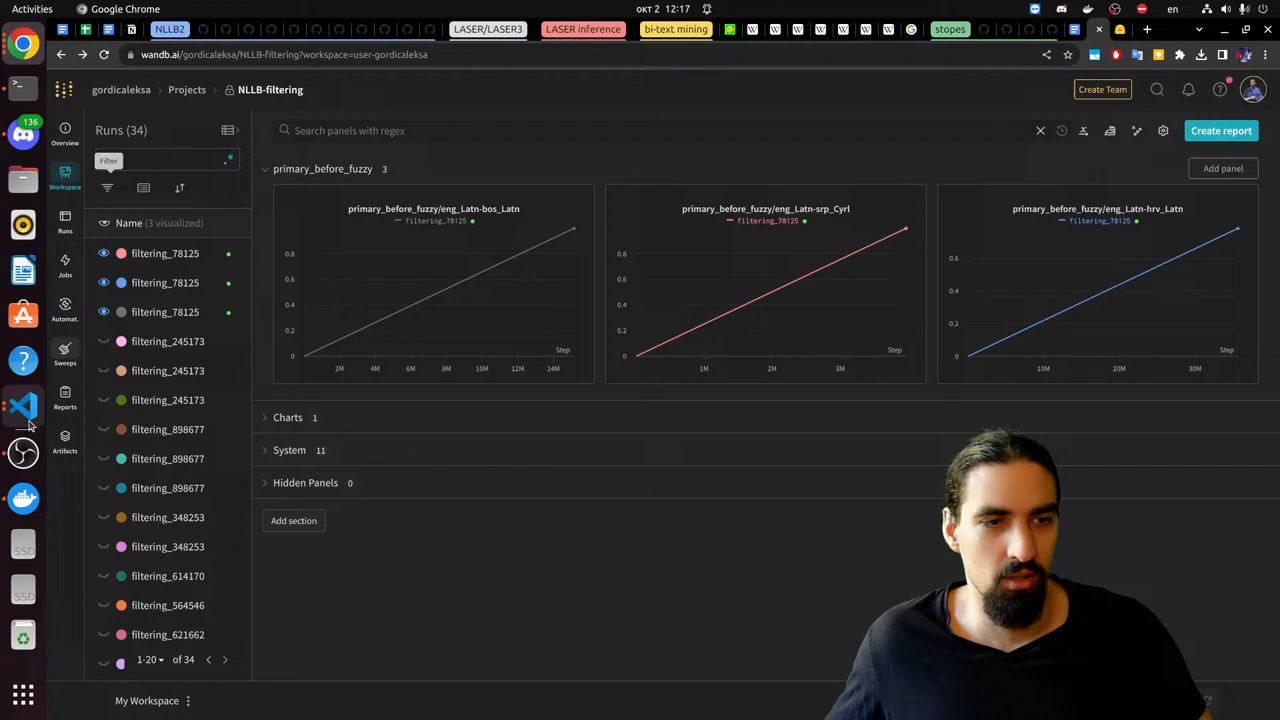 Activities
Google Chrome
окт 2 12:17
en
NLLB2
LASER/LASER3
LASER inference
bi-text mining
stopes
wandb.ai/gordicaleksa/NLLB-filtering?workspace=user-gordicaleksa
gordicaleksa > Projects > NLLB-filtering
Create Team
136
Overview
Workspace
Runs
Jobs
Automat.
Sweeps
Reports
Artifacts
Runs (34)
Filter
.*
Name (3 visualized)
filtering_78125
filtering_78125
filtering_78125
filtering_245173
filtering_245173
filtering_245173
filtering_898677
filtering_898677
filtering_898677
filtering_348253
filtering_348253
filtering_614170
filtering_564546
filtering_621662
1-20 of 34
Search panels with regex
Create report
primary_before_fuzzy 3
Add panel
primary_before_fuzzy/eng_Latn-bos_Latn
filtering_78125
0.8
0.6
0.4
0.2
0
Step
2M 4M 6M 8M 10M 12M 14M
primary_before_fuzzy/eng_Latn-srp_Cyrl
filtering_78125
0.8
0.6
0.4
0.2
0
Step
1M 2M 3M
primary_before_fuzzy/eng_Latn-hrv_Latn
filtering_78125
0.6
0.4
0.2
0
Step
10M 20M 30M
Charts 1
System 11
Hidden Panels 0
Add section
My Workspace
SSD
SSD